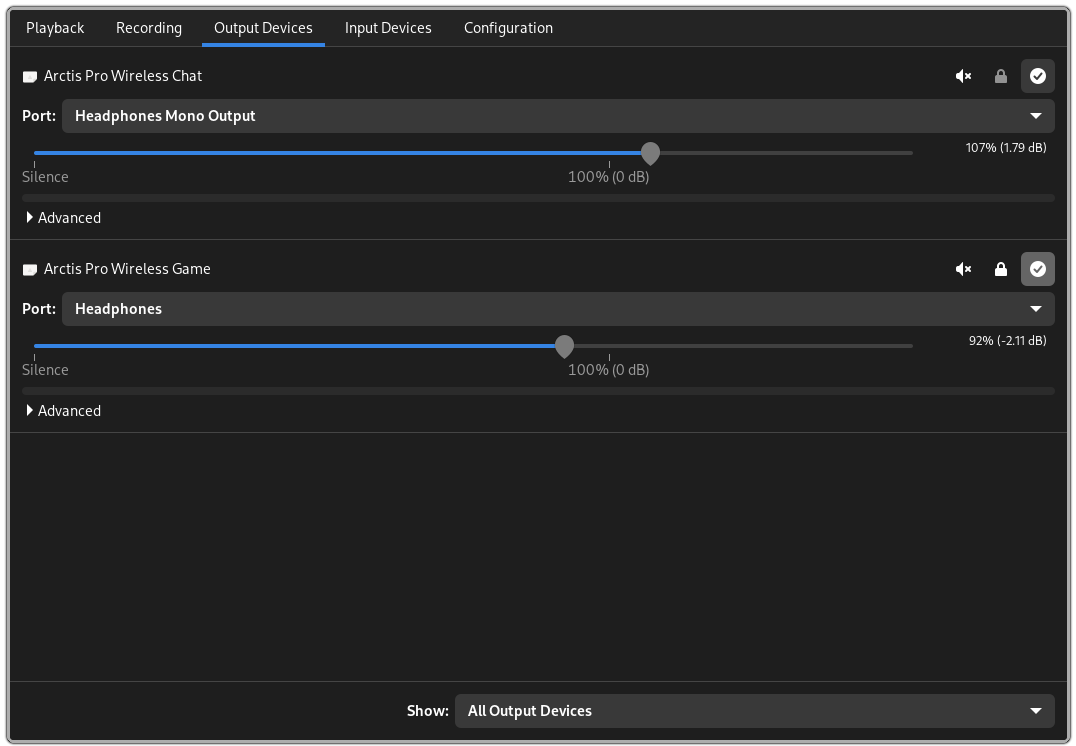 Playback Recording Output Devices Input Devices Configuration
Arctis Pro Wireless Chat
Port: Headphones Mono Output
107% (1.79 dB)
Silence 100% (0 dB)
Advanced
Arctis Pro Wireless Game
Port: Headphones
92% (-2.11 dB)
Silence 100% (0 dB)
Advanced
Show: All Output Devices